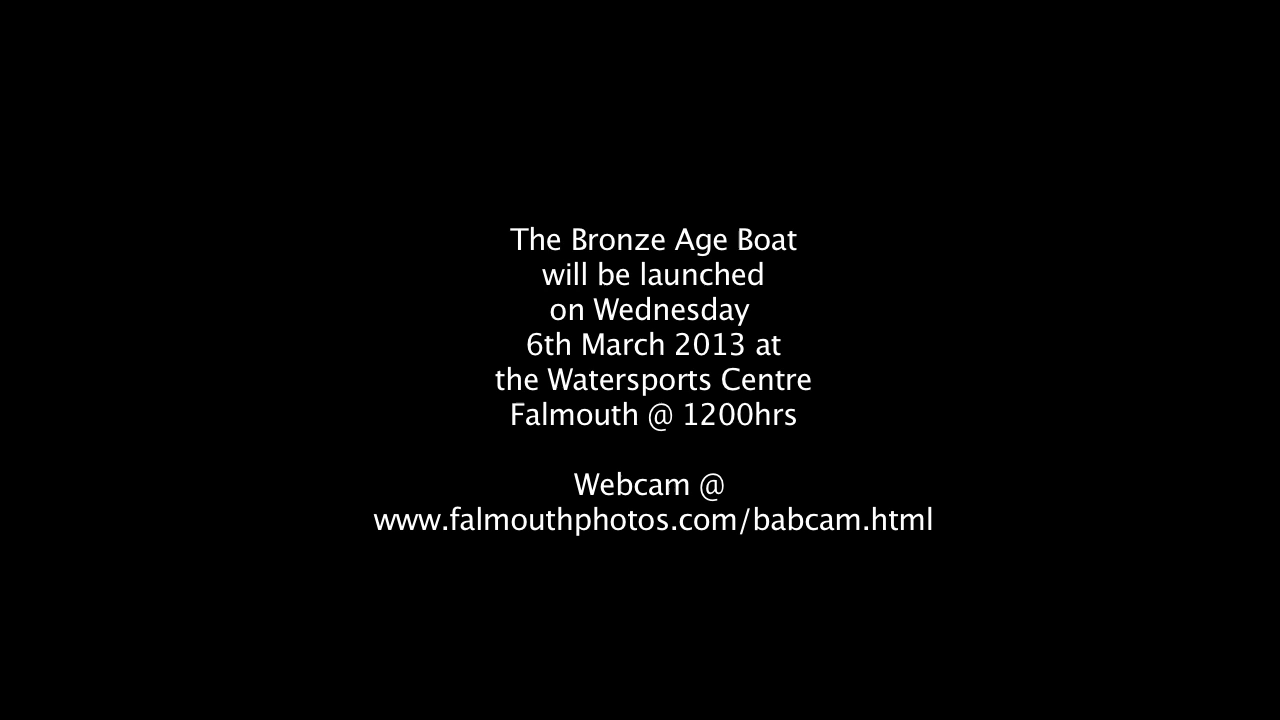 The Bronze Age Boat
will be launched
on Wednesday
6th March 2013 at
the Watersports Centre
Falmouth @ 1200hrs
Webcam @
www.falmouthphotos.com/babcam.html